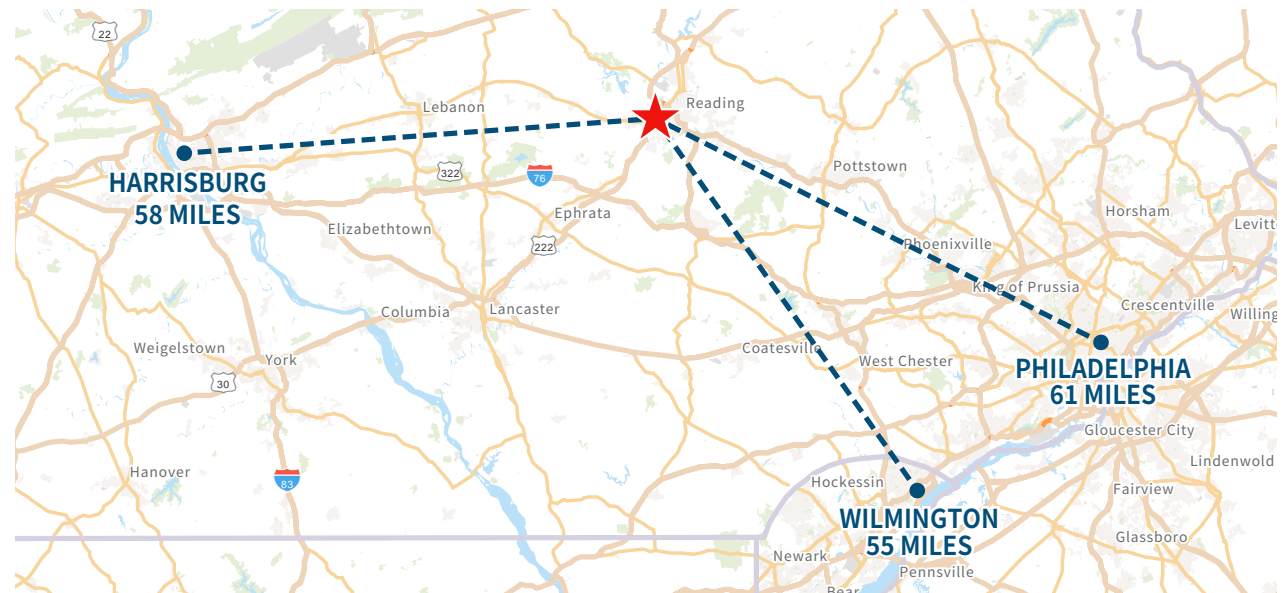 22
Lebanon
Reading
322
76
Pottstown
HARRISBURG
58 MILES
Ephrata
Horsham
Elizabethtown
Levitt
222
Phoenixville
King of Prussia
Columbia
Lancaster
Crescentville
Willing
Weigelstown
York
Coatesville
West Chester
30
PHILADELPHIA
61 MILES
Gloucester City
Hanover
83
Hockessin
Lindenwold
Fairview
WILMINGTON
55 MILES
Glassboro
Newark
Pennsville
Bear